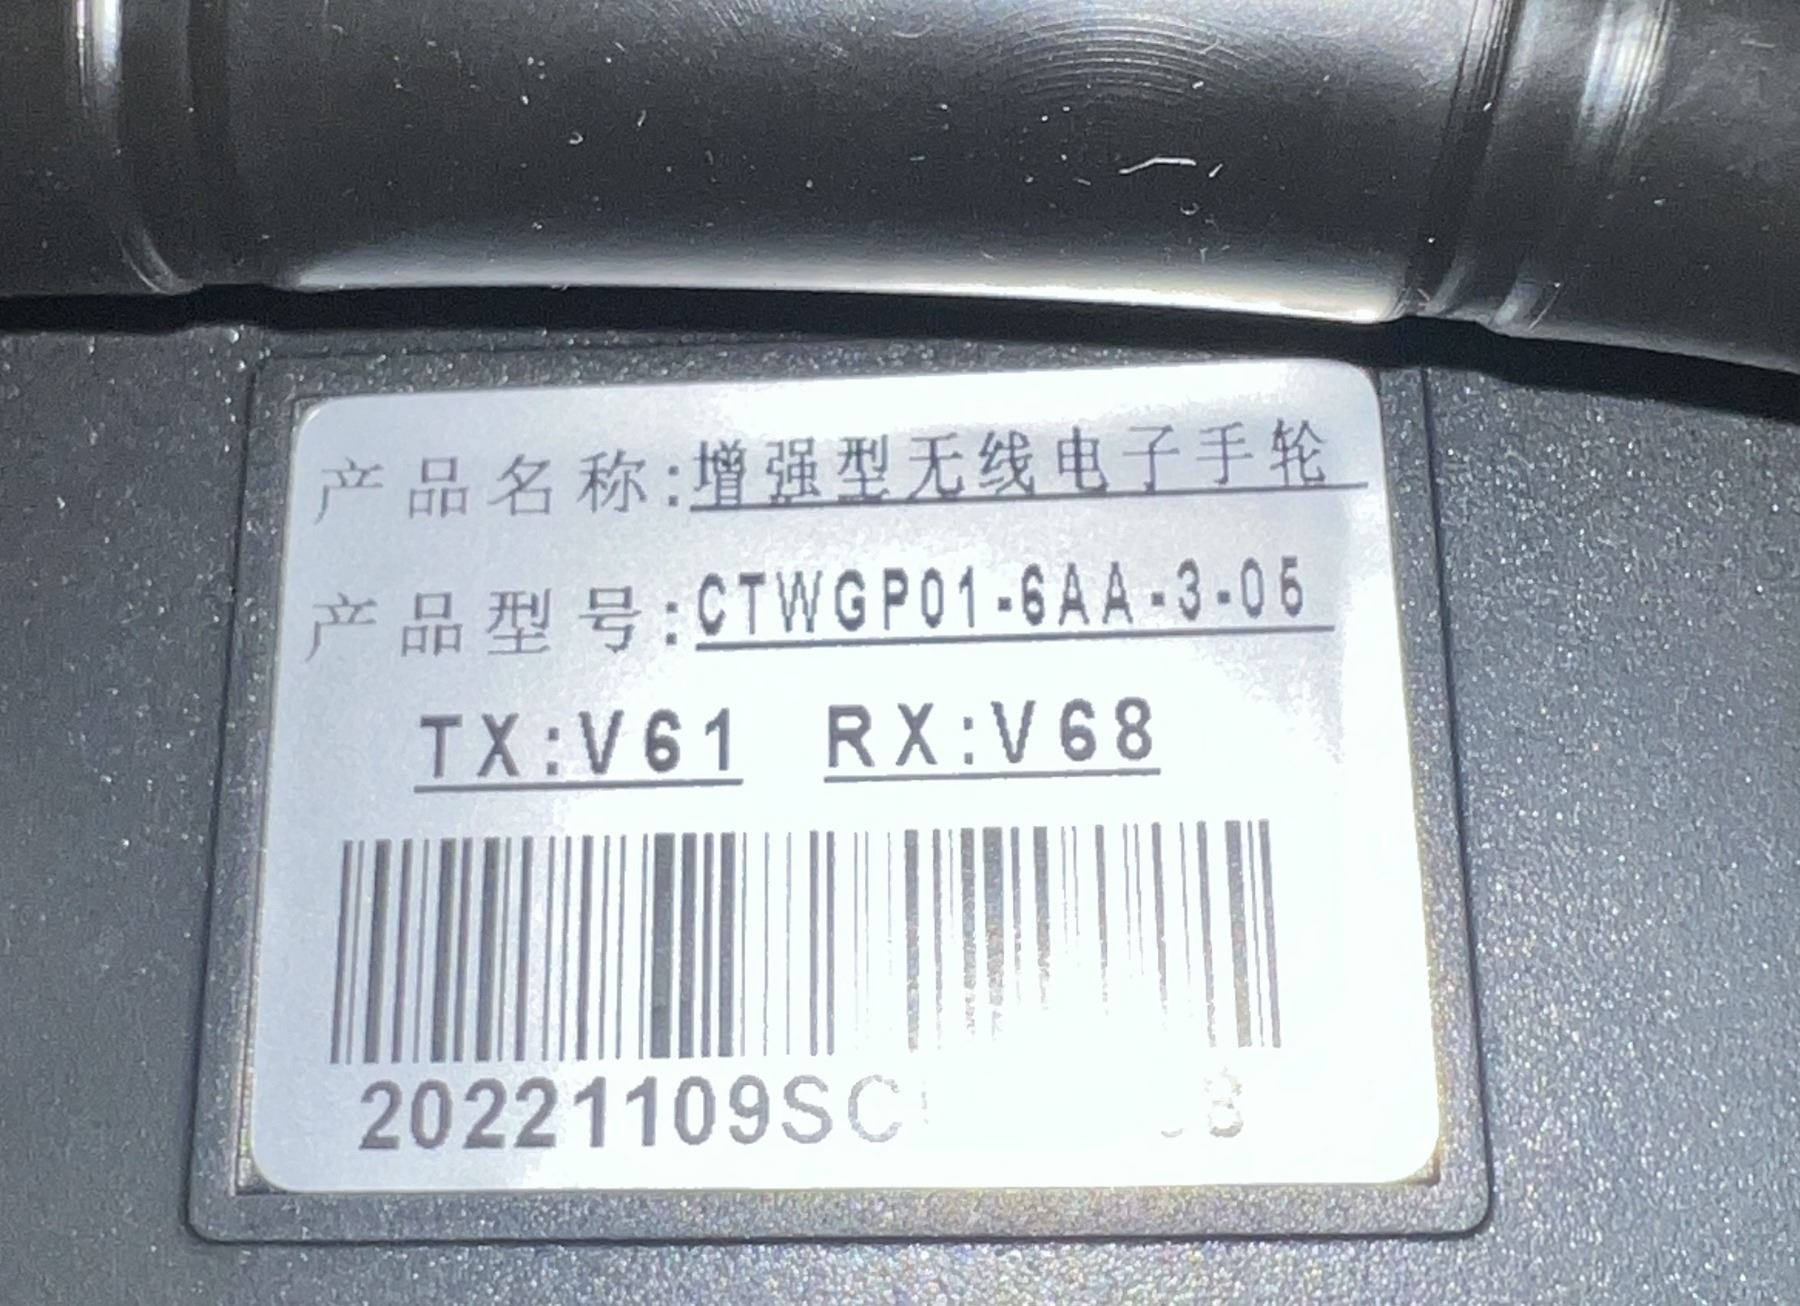 产品名称:增强型无线电子手轮
产品型号:CTWGP01-6AA-3-05
TX:V61 RX:V68
20221109SC